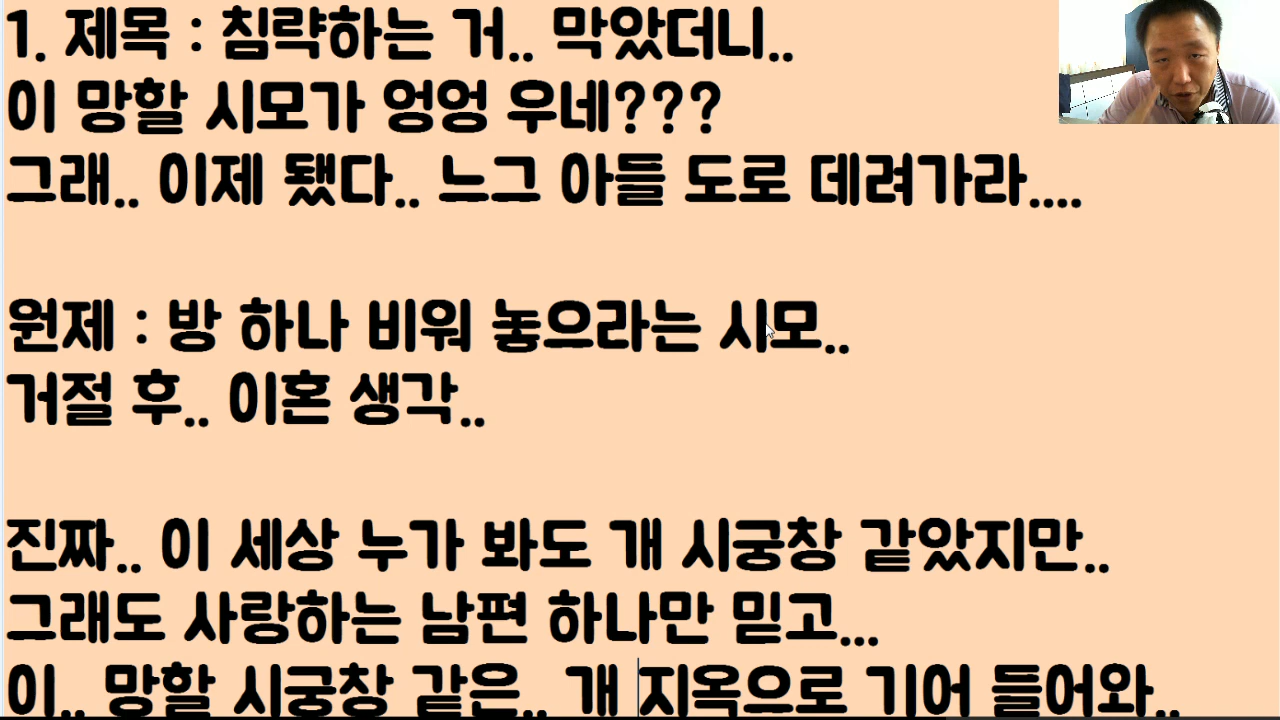 1. 제목 : 침략하는 거.. 막았더니..
이 망할 시모가 엉엉 우네???
그래.. 이제 됐다.. 느그 아들 도로 데려가라....
원제 : 방 하나 비워 놓으라는 시모..
거절 후.. 이혼 생각..
진짜.. 이 세상 누가 봐도 개 시궁창 같았지만..
그래도 사랑하는 남편 하나만 믿고...
이.. 망할 시궁창 같은.. 개 지옥으로 기어 들어와..